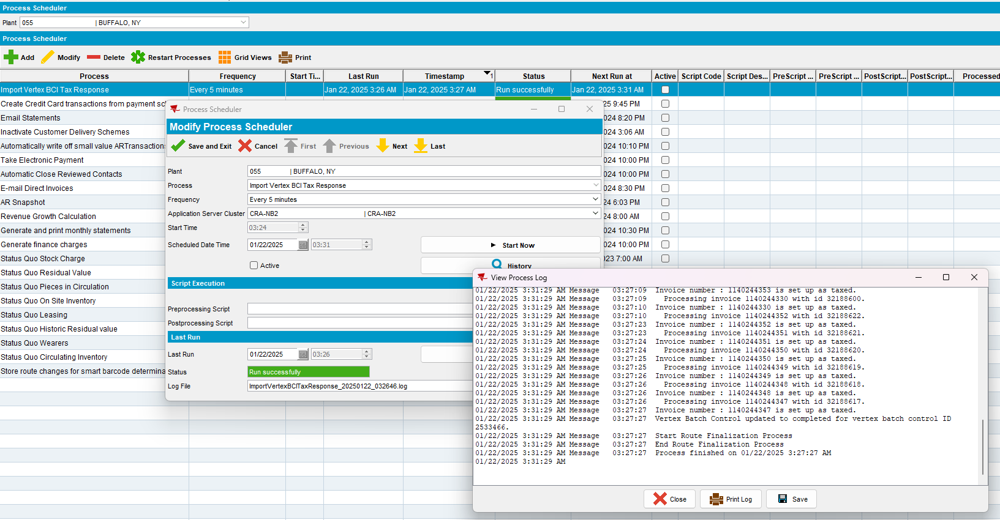 Process Scheduler
Plant 055 | BUFFALO, NY
Process Scheduler
Add Modify Delete Restart Processes Grid Views Print
Process Frequency Start Ti... Last Run Timestamp 1 Status Next Run at Active Script Code Script Des... PreScript ... PreScript ... PostScript... PostScript... Processed
Import Vertex BCI Tax Response Every 5 minutes Jan 22, 2025 3:26 AM Jan 22, 2025 3:27 AM Run successfully Jan 22, 2025 3:31 AM
Create Credit Card transactions from payment sc 25 9:45 PM
Email Statements 024 8:20 PM
Inactivate Customer Delivery Schemes 024 3:06 AM
Automatically write off small value ARTransactions 024 10:10 PM
Take Electronic Payment 024 10:00 PM
Automatic Close Reviewed Contacts 024 10:00 PM
E-mail Direct Invoices 024 8:30 PM
AR Snapshot 24 6:03 PM
Revenue Growth Calculation 24 8:00 AM
Generate and print monthly statements 024 10:30 PM
Generate finance charges 024 10:00 PM
Status Quo Stock Charge 023 7:00 AM
Status Quo Residual Value
Status Quo Pieces in Circulation
Status Quo On Site Inventory
Status Quo Leasing
Status Quo Historic Residual value
Status Quo Wearers
Status Quo Circulating Inventory
Store route changes for smart barcode determina
Process Scheduler
Modify Process Scheduler
Save and Exit Cancel First Previous Next Last
Plant 055 | BUFFALO, NY
Process Import Vertex BCI Tax Response
Frequency Every 5 minutes
Application Server Cluster CRA-NB2 | CRA-NB2
Start Time 03:24
Scheduled Date Time 01/22/2025 16 03:31 Start Now
Active History
Script Execution
Preprocessing Script
Postprocessing Script
Last Run
Last Run 01/22/2025 16 03:26
Status Run successfully
Log File ImportVertexBCITaxResponse_20250122_032646.log
View Process Log
01/22/2025 3:31:29 AM Message 03:27:09 Invoice number : 1140244353 is set up as taxed.
01/22/2025 3:31:29 AM Message 03:27:09 Processing invoice 1140244330 with id 32188600.
01/22/2025 3:31:29 AM Message 03:27:10 Invoice number : 1140244330 is set up as taxed.
01/22/2025 3:31:29 AM Message 03:27:10 Processing invoice 1140244352 with id 32188622.
01/22/2025 3:31:29 AM Message 03:27:23 Invoice number : 1140244352 is set up as taxed.
01/22/2025 3:31:29 AM Message 03:27:23 Processing invoice 1140244351 with id 32188621.
01/22/2025 3:31:29 AM Message 03:27:24 Invoice number : 1140244351 is set up as taxed.
01/22/2025 3:31:29 AM Message 03:27:24 Processing invoice 1140244350 with id 32188620.
01/22/2025 3:31:29 AM Message 03:27:25 Invoice number : 1140244350 is set up as taxed.
01/22/2025 3:31:29 AM Message 03:27:25 Processing invoice 1140244349 with id 32188619.
01/22/2025 3:31:29 AM Message 03:27:26 Invoice number : 1140244349 is set up as taxed.
01/22/2025 3:31:29 AM Message 03:27:26 Processing invoice 1140244348 with id 32188618.
01/22/2025 3:31:29 AM Message 03:27:26 Invoice number : 1140244348 is set up as taxed.
01/22/2025 3:31:29 AM Message 03:27:26 Processing invoice 1140244347 with id 32188617.
01/22/2025 3:31:29 AM Message 03:27:27 Invoice number : 1140244347 is set up as taxed.
01/22/2025 3:31:29 AM Message 03:27:27 Vertex Batch Control updated to completed for vertex batch control ID
2533466.
01/22/2025 3:31:29 AM Message 03:27:27 Start Route Finalization Process
01/22/2025 3:31:29 AM Message 03:27:27 End Route Finalization Process
01/22/2025 3:31:29 AM Message 03:27:27 Process finished on 01/22/2025 3:27:27 AM
01/22/2025 3:31:29 AM
Close Print Log Save